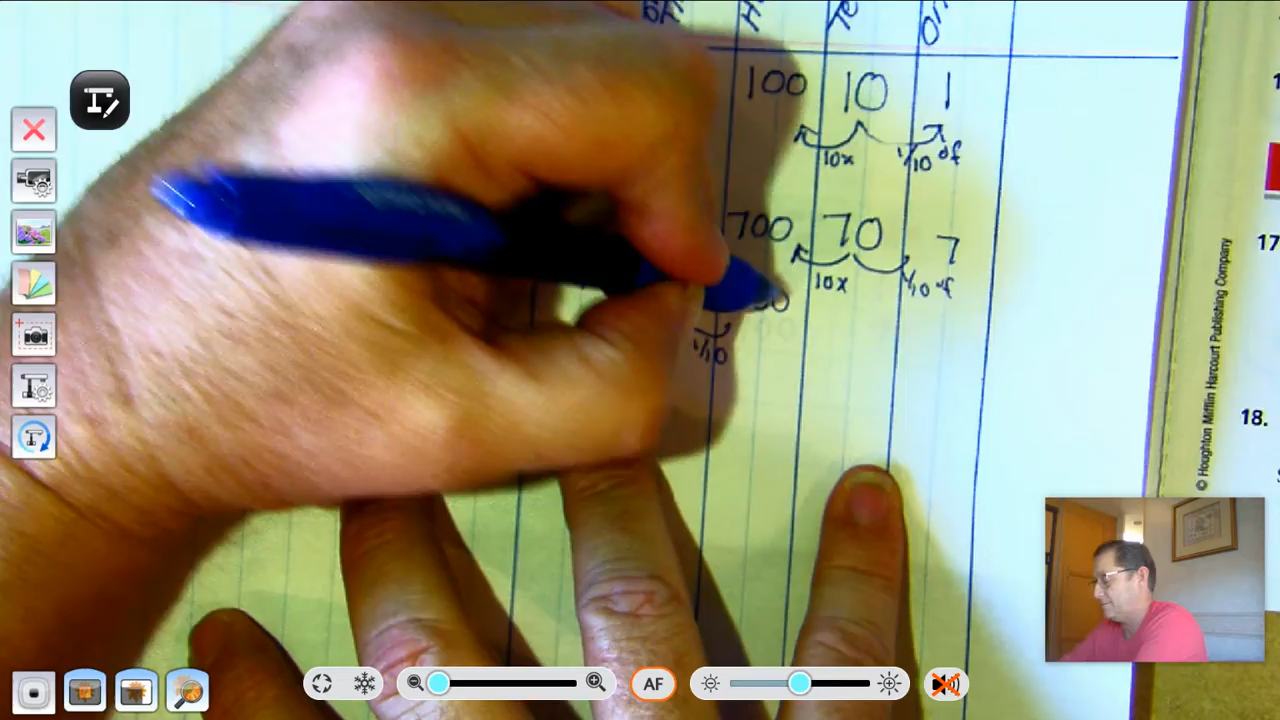 100 10 1
10x 1/10 of
700 70 7
10x 1/10 of
1/10
© Houghton Mifflin Harcourt Publishing Company
17
18.
AF